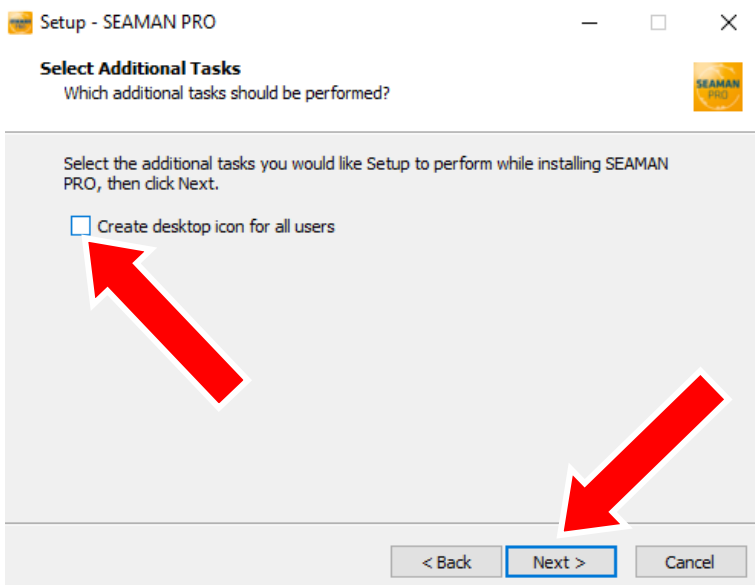 Setup - SEAMAN PRO
Select Additional Tasks
Which additional tasks should be performed?
SEAMAN
PRO
Select the additional tasks you would like Setup to perform while installing SEAMAN
PRO, then click Next.
Create desktop icon for all users
< Back
Next >
Cancel